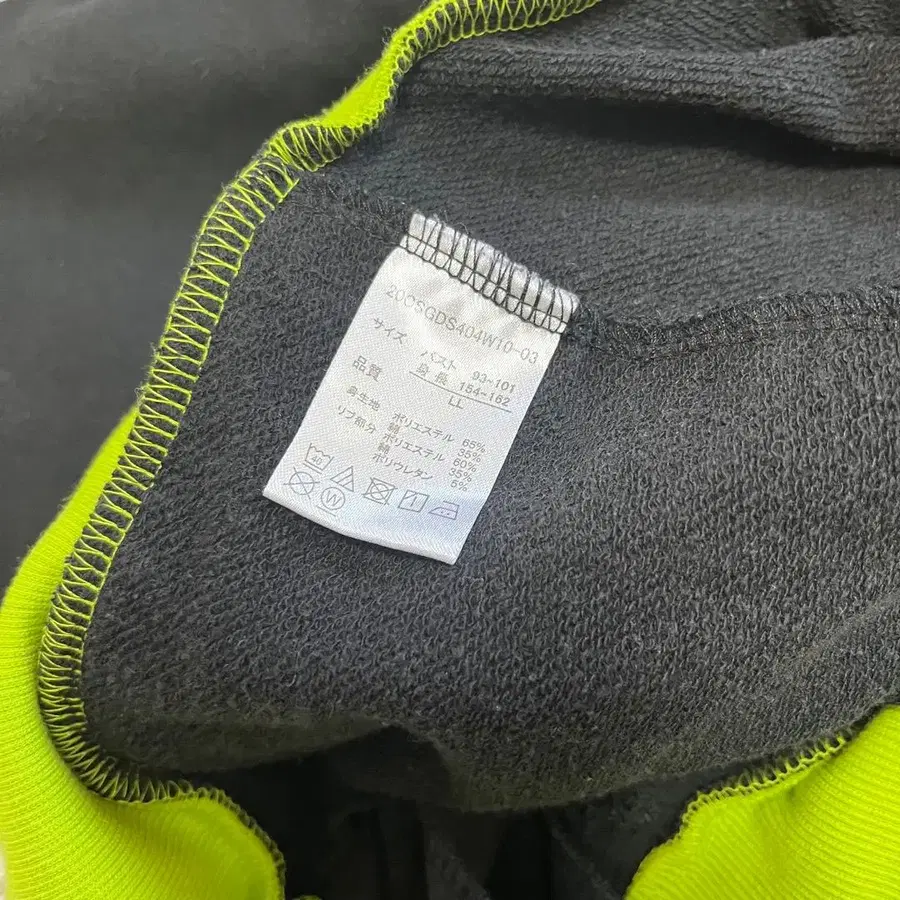 20CSGDS404W10-03
サイズ バスト 93~101
身長 154~162
LL
品質
身生地 ポリエステル 65%
綿 35%
リブ部分 ポリエステル 60%
綿 35%
ポリウレタン 5%
40
W